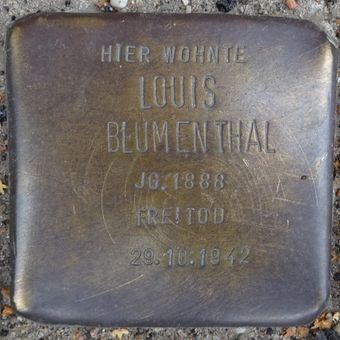 HIER WOHNTE
LOUIS
BLUMENTHAL
JG.1888
FREITOD
29.10.1942